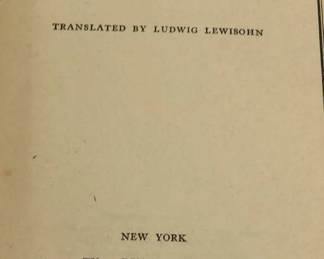 TRANSLATED BY LUDWIG LEWISOHN
NEW YORK